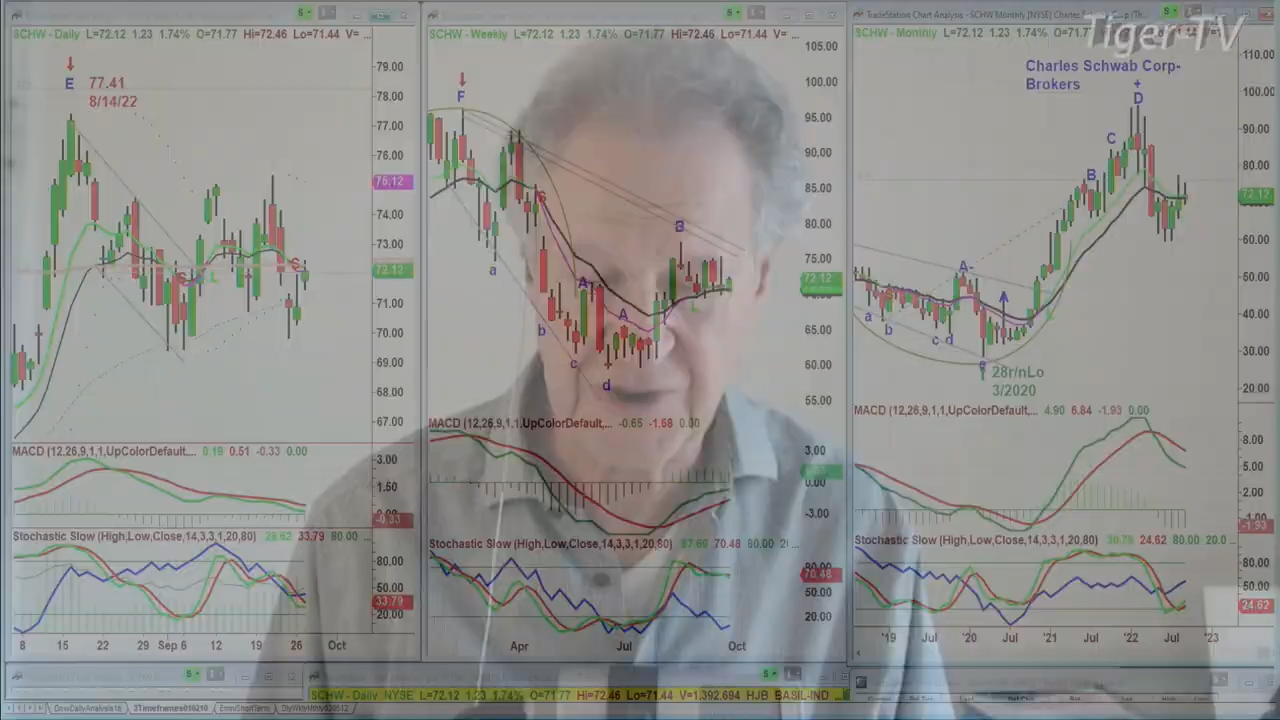 TradeStation Chart Analysis - SCHW Monthly [NYSE] Charles
Tiger-TV
SCHW - Daily L=72.12 1.23 1.74% O=71.77 Hi=72.46 Lo=71.44 V= ...
SCHW - Weekly L=72.12 1.23 1.74% O=71.77 Hi=72.46 Lo=71.44 V= ...
SCHW - Monthly L=72.12 1.23 1.74% O=71.77
E
77.41
8/14/22
79.00
78.00
77.00
76.00
75.12
74.00
73.00
72.12
71.00
70.00
69.00
68.00
67.00
S
L
S
MACD (12,26,9,1,1,UpColorDefault,... 0.19 0.51 -0.33 0.00
3.00
1.50
-0.33
Stochastic Slow (High,Low,Close,14,3,3,1,20,80) 33.79 80.00 ...
80.00
50.00
33.79
20.00
8 15 22 29 Sep 6 12 19 26 Oct
F
S
a
b
c
d
A
A
B
L
105.00
100.00
95.00
90.00
85.00
80.00
75.00
72.12
65.00
60.00
55.00
MACD (12,26,9,1,1,UpColorDefault,... -0.65 -1.68 0.00
3.00
0.00
-3.00
Stochastic Slow (High,Low,Close,14,3,3,1,20,80) 70.48 80.00
80.00
70.48
50.00
20.00
Apr Jul Oct
Charles Schwab Corp-
Brokers
+
D
C
B
A-
A
a
b
c d
e
28r/nLo
3/2020
110.00
100.00
90.00
80.00
72.12
60.00
50.00
40.00
30.00
20.00
MACD (12,26,9,1,1,UpColorDefault,... 4.90 6.84 -1.93 0.00
8.00
5.00
2.00
-1.93
Stochastic Slow (High,Low,Close,14,3,3,1,20,80) 24.62 80.00 20.0 ...
80.00
50.00
24.62
'19 Jul '20 Jul '21 Jul '22 Jul '23
SCHW - Daily NYSE L=72.12 1.23 1.74% O=71.77 Hi=72.46 Lo=71.44 V=1,392,694 HJB BASIL-IND ...
3Timeframes010210